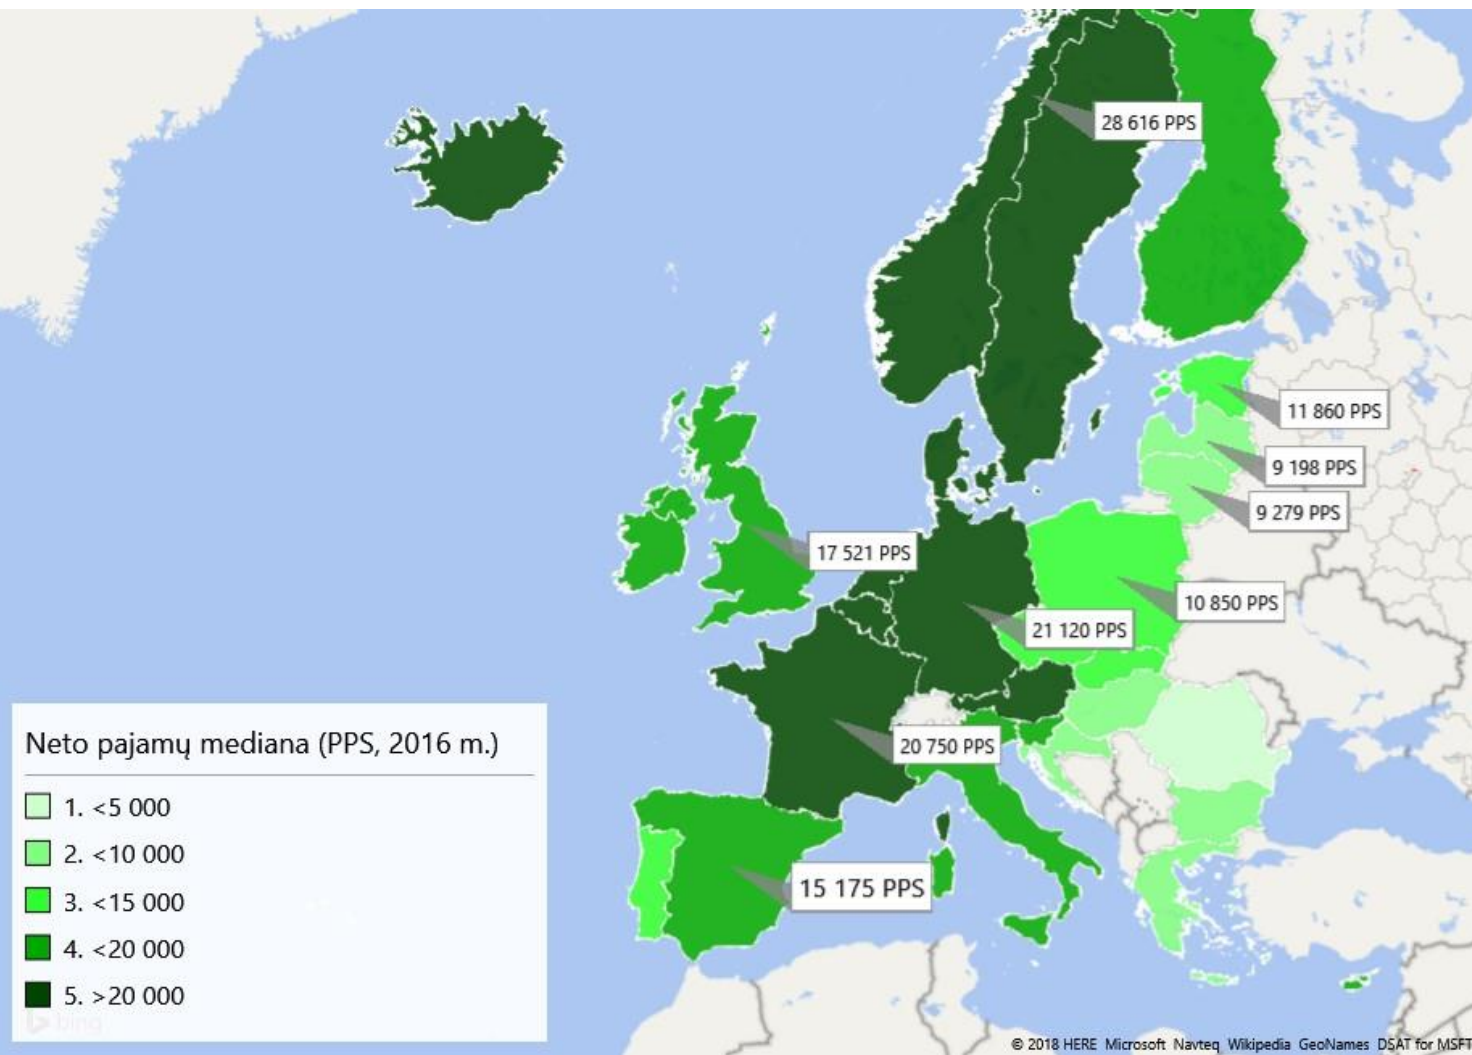 28 616 PPS
11 860 PPS
9 198 PPS
9 279 PPS
17 521 PPS
10 850 PPS
21 120 PPS
20 750 PPS
15 175 PPS
Neto pajamų mediana (PPS, 2016 m.)
1. <5 000
2. <10 000
3. <15 000
4. <20 000
5. >20 000
bing
© 2018 HERE Microsoft Navteq Wikipedia GeoNames DSAT for MSFT